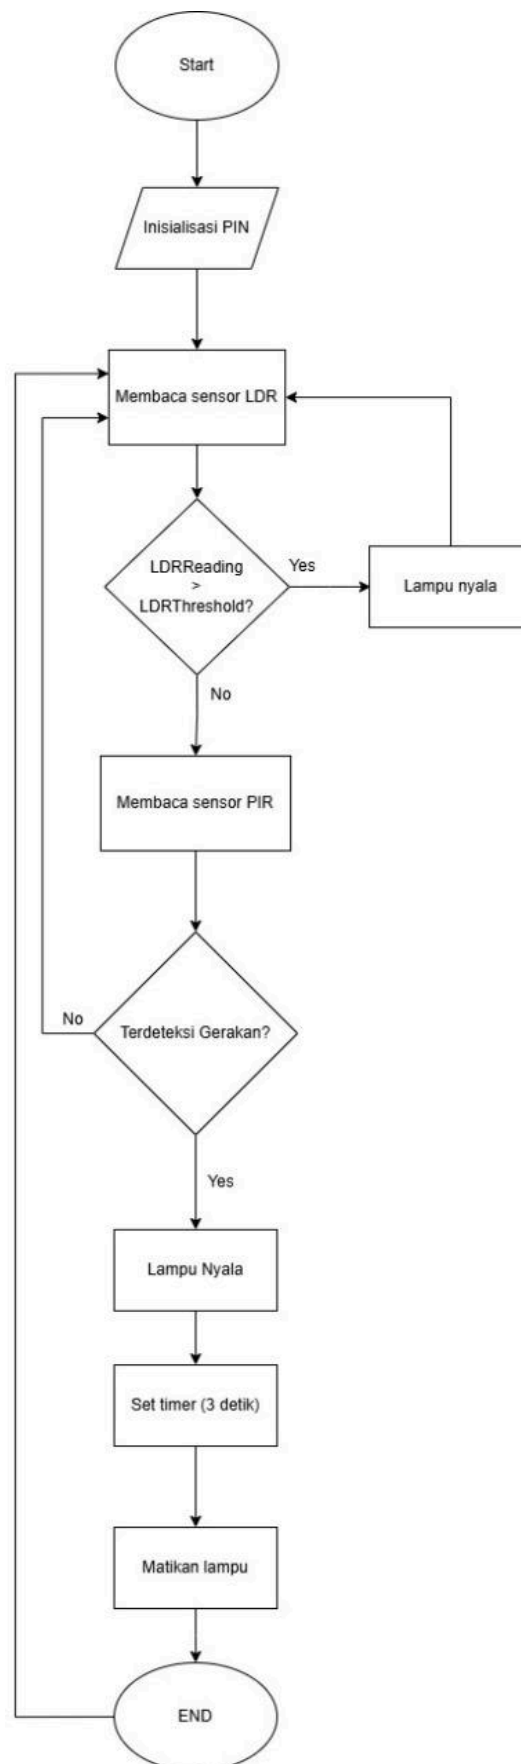 Start
Inisialisasi PIN
Membaca sensor LDR
LDRReading
>
LDRThreshold?
Yes
Lampu nyala
No
Membaca sensor PIR
Terdeteksi Gerakan?
No
Yes
Lampu Nyala
Set timer (3 detik)
Matikan lampu
END